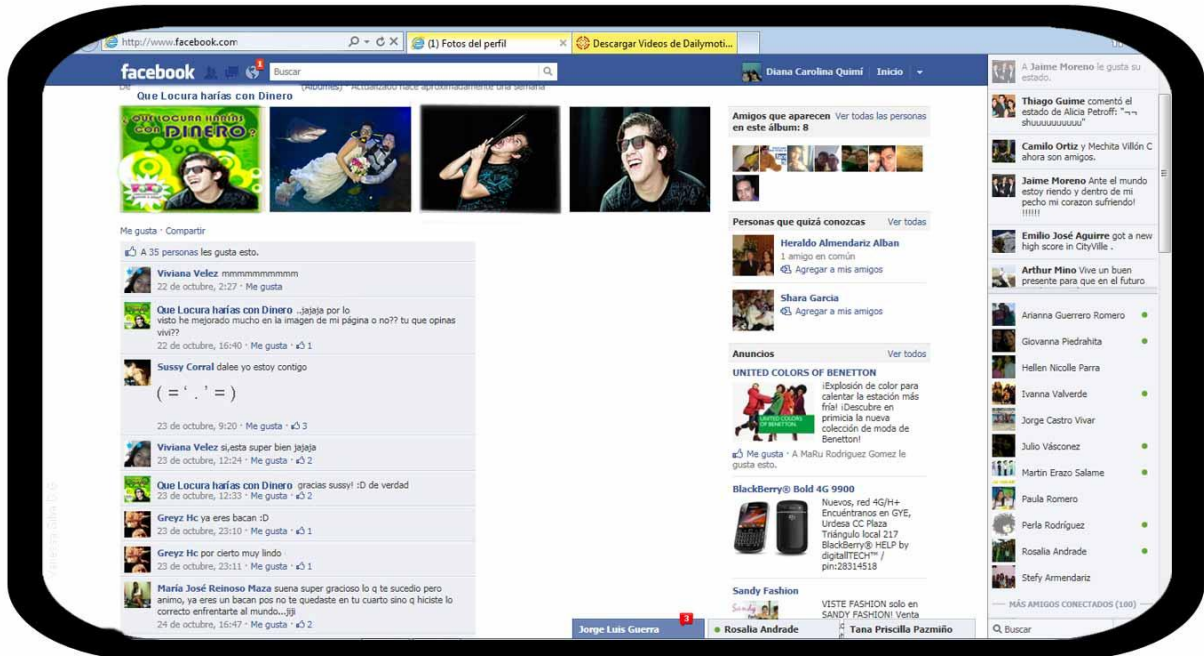 http://www.facebook.com
(1) Fotos del perfil
Descargar Videos de Dailymoti...
facebook
1
Buscar
Diana Carolina Quimí Inicio
De (Álbumes) · Actualizado hace aproximadamente una semana
Que Locura harías con Dinero
¿QUE LOCURA HARÍAS
CON DINERO?
Me gusta · Compartir
A 35 personas les gusta esto.
Viviana Velez mmmmmmmmmm
22 de octubre, 2:27 · Me gusta
Que Locura harías con Dinero ..jajaja por lo
visto he mejorado mucho en la imagen de mi página o no?? tu que opinas
vivi??
22 de octubre, 16:40 · Me gusta · 1
Sussy Corral dalee yo estoy contigo
( = ' . ' = )
23 de octubre, 9:20 · Me gusta · 3
Viviana Velez si,esta super bien jajaja
23 de octubre, 12:24 · Me gusta · 2
Que Locura harías con Dinero gracias sussy! :D de verdad
23 de octubre, 12:33 · Me gusta · 2
Greyz Hc ya eres bacan :D
23 de octubre, 23:10 · Me gusta · 1
Greyz Hc por cierto muy lindo
23 de octubre, 23:11 · Me gusta · 1
María José Reinoso Maza suena super gracioso lo q te sucedio pero
animo, ya eres un bacan pos no te quedaste en tu cuarto sino q hiciste lo
correcto enfrentarte al mundo...jiji
24 de octubre, 16:47 · Me gusta · 2
Amigos que aparecen Ver todas las personas
en este álbum: 8
Personas que quizá conozcas Ver todas
Heraldo Almendariz Alban
1 amigo en común
Agregar a mis amigos
Shara Garcia
Agregar a mis amigos
Anuncios Ver todos
UNITED COLORS OF BENETTON
UNITED COLORS
OF BENETTON.
¡Explosión de color para
calentar la estación más
fría! ¡Descubre en
primicia la nueva
colección de moda de
Benetton!
Me gusta · A MaRu Rodriguez Gomez le
gusta esto.
BlackBerry® Bold 4G 9900
Nuevos, red 4G/H+
Encuéntranos en GYE,
Urdesa CC Plaza
Triángulo local 217
BlackBerry® HELP by
digitallTECH™ /
pin:28314518
Sandy Fashion
Sandy
VISTE FASHION solo en
SANDY FASHION! Venta
A Jaime Moreno le gusta su
estado.
Thiago Guime comentó el
estado de Alicia Petroff: "¬¬
shuuuuuuuuu"
Camilo Ortiz y Mechita Villón C
ahora son amigos.
Jaime Moreno Ante el mundo
estoy riendo y dentro de mi
pecho mi corazon sufriendo!
!!!!!!
Emilio José Aguirre got a new
high score in CityVille .
Arthur Mino Vive un buen
presente para que en el futuro
Arianna Guerrero Romero
Giovanna Piedrahita
Hellen Nicolle Parra
Ivanna Valverde
Jorge Castro Vivar
Julio Vásconez
Martin Erazo Salame
Paula Romero
Perla Rodríguez
Rosalia Andrade
Stefy Armendariz
MÁS AMIGOS CONECTADOS (100)
Buscar
Jorge Luis Guerra 3
Rosalia Andrade
Tana Priscilla Pazmiño